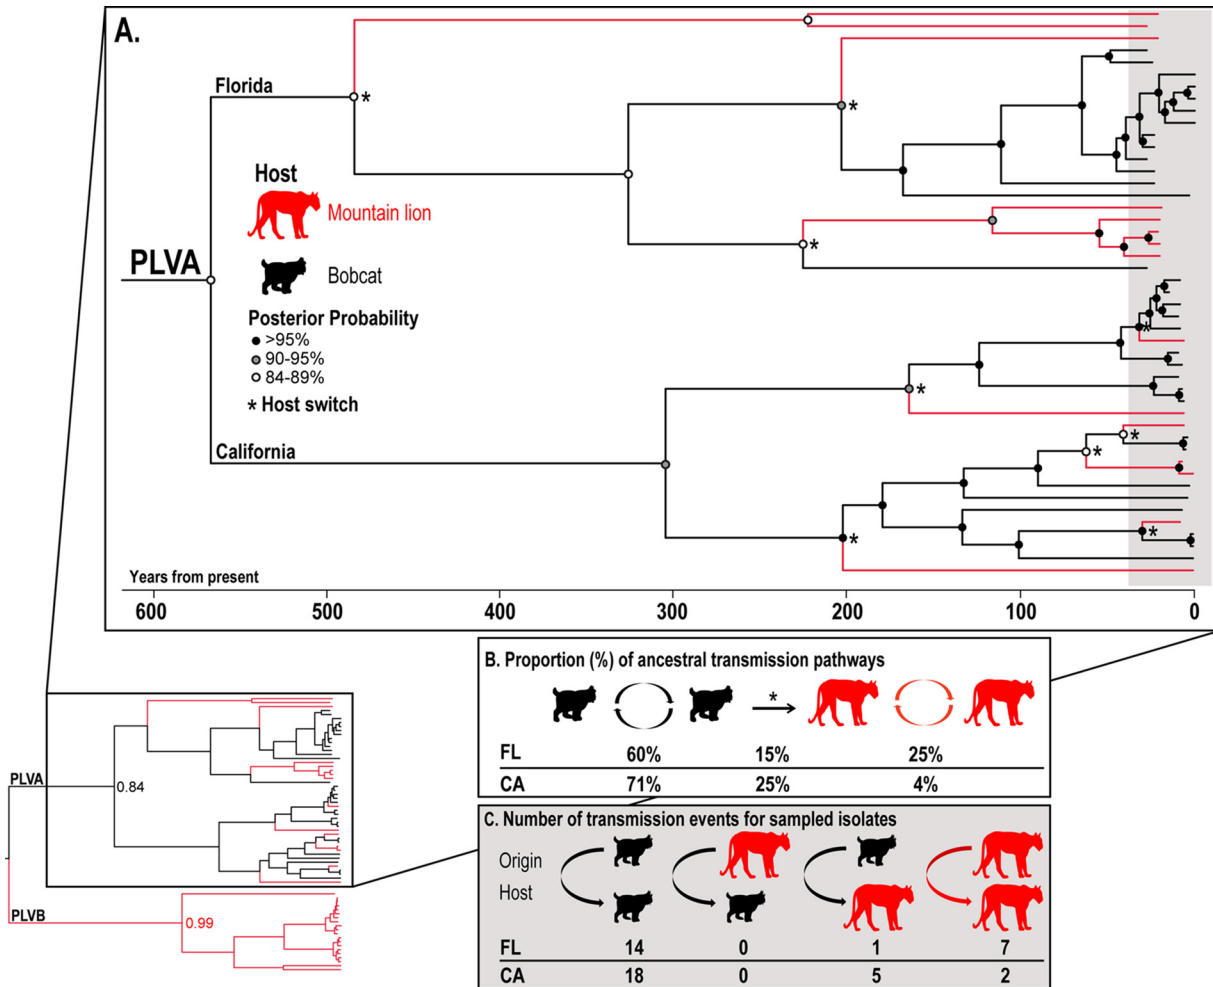 A.
Florida
*
*
Host
Mountain lion
PLVA
*
Bobcat
Posterior Probability
>95%
90-95%
84-89%
* Host switch
*
*
California
*
*
*
*
Years from present
600 500 400 300 200 100 0
B. Proportion (%) of ancestral transmission pathways
*
FL 60% 15% 25%
CA 71% 25% 4%
C. Number of transmission events for sampled isolates
Origin
Host
FL 14 0 1 7
CA 18 0 5 2
PLVA
0.84
PLVB
0.99